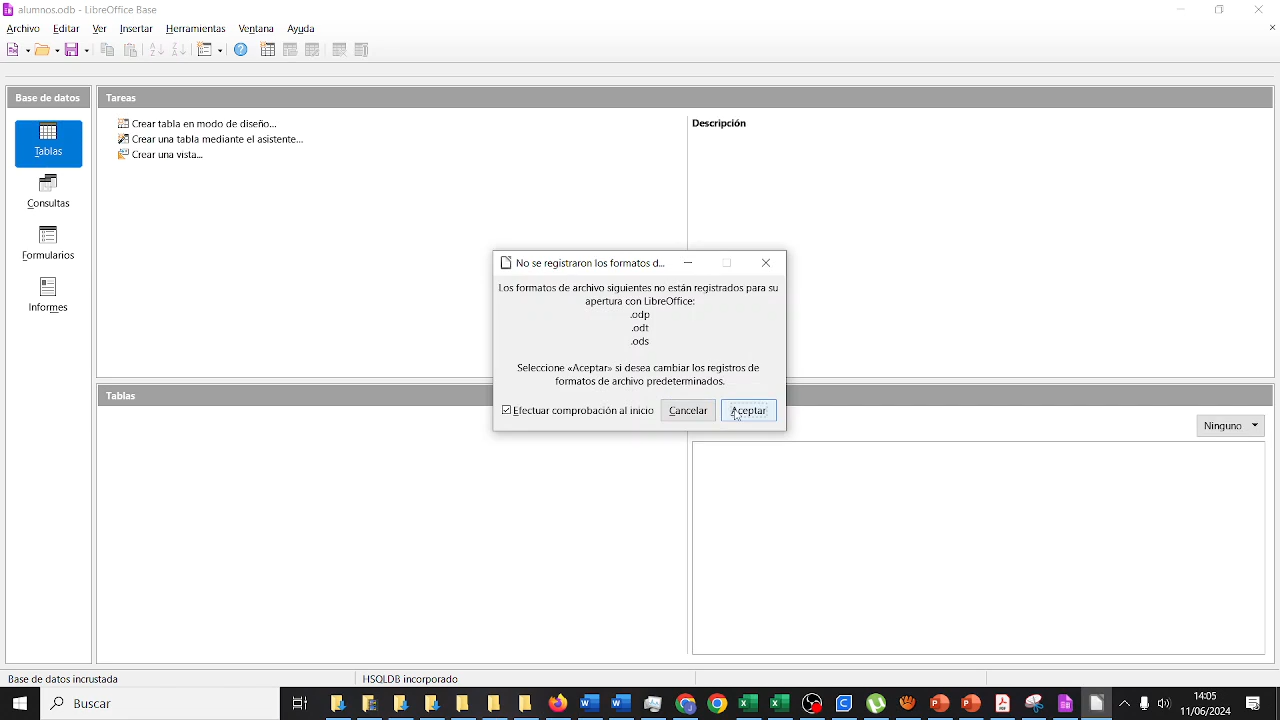 alumnos.odb - LibreOffice Base
Archivo Editar Ver Insertar Herramientas Ventana Ayuda
Base de datos
Tareas
Tablas
Consultas
Formularios
Informes
Crear tabla en modo de diseño...
Crear una tabla mediante el asistente...
Crear una vista...
Descripción
No se registraron los formatos d...
Los formatos de archivo siguientes no están registrados para su
apertura con LibreOffice:
.odp
.odt
.ods
Seleccione «Aceptar» si desea cambiar los registros de
formatos de archivo predeterminados.
Efectuar comprobación al inicio Cancelar Aceptar
Tablas
Ninguno
Base de datos incrustada HSQLDB incorporado
Buscar
14:05
11/06/2024